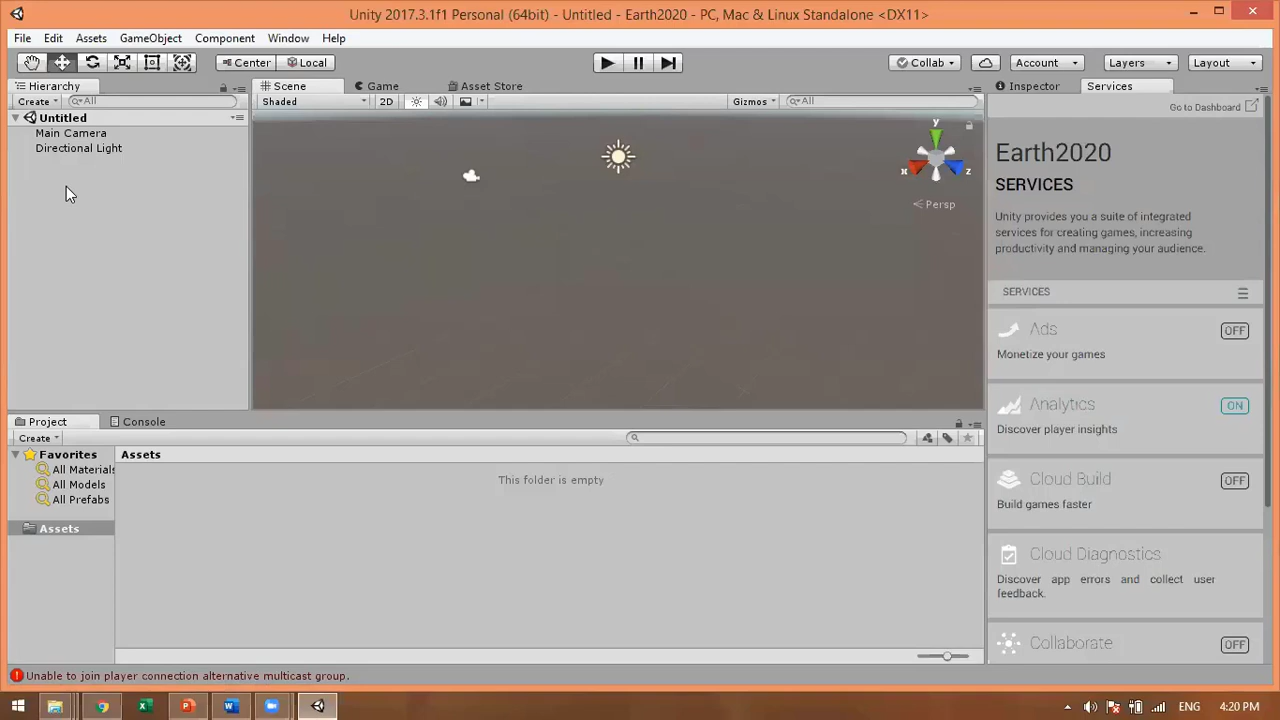 Unity 2017.3.1f1 Personal (64bit) - Untitled - Earth2020 - PC, Mac & Linux Standalone <DX11>
File Edit Assets GameObject Component Window Help
Center Local Collab Account Layers Layout
Hierarchy Scene Game Asset Store Inspector Services
Create All Shaded 2D Gizmos All Go to Dashboard
Untitled
Main Camera
Directional Light
y
x z
Persp
Earth2020
SERVICES
Unity provides you a suite of integrated
services for creating games, increasing
productivity and managing your audience.
SERVICES
Ads OFF
Monetize your games
Analytics ON
Discover player insights
Cloud Build OFF
Build games faster
Cloud Diagnostics
Discover app errors and collect user
feedback.
Collaborate OFF
Project Console
Create
Favorites Assets
All Materials
All Models
All Prefabs
This folder is empty
Assets
Unable to join player connection alternative multicast group.
ENG 4:20 PM